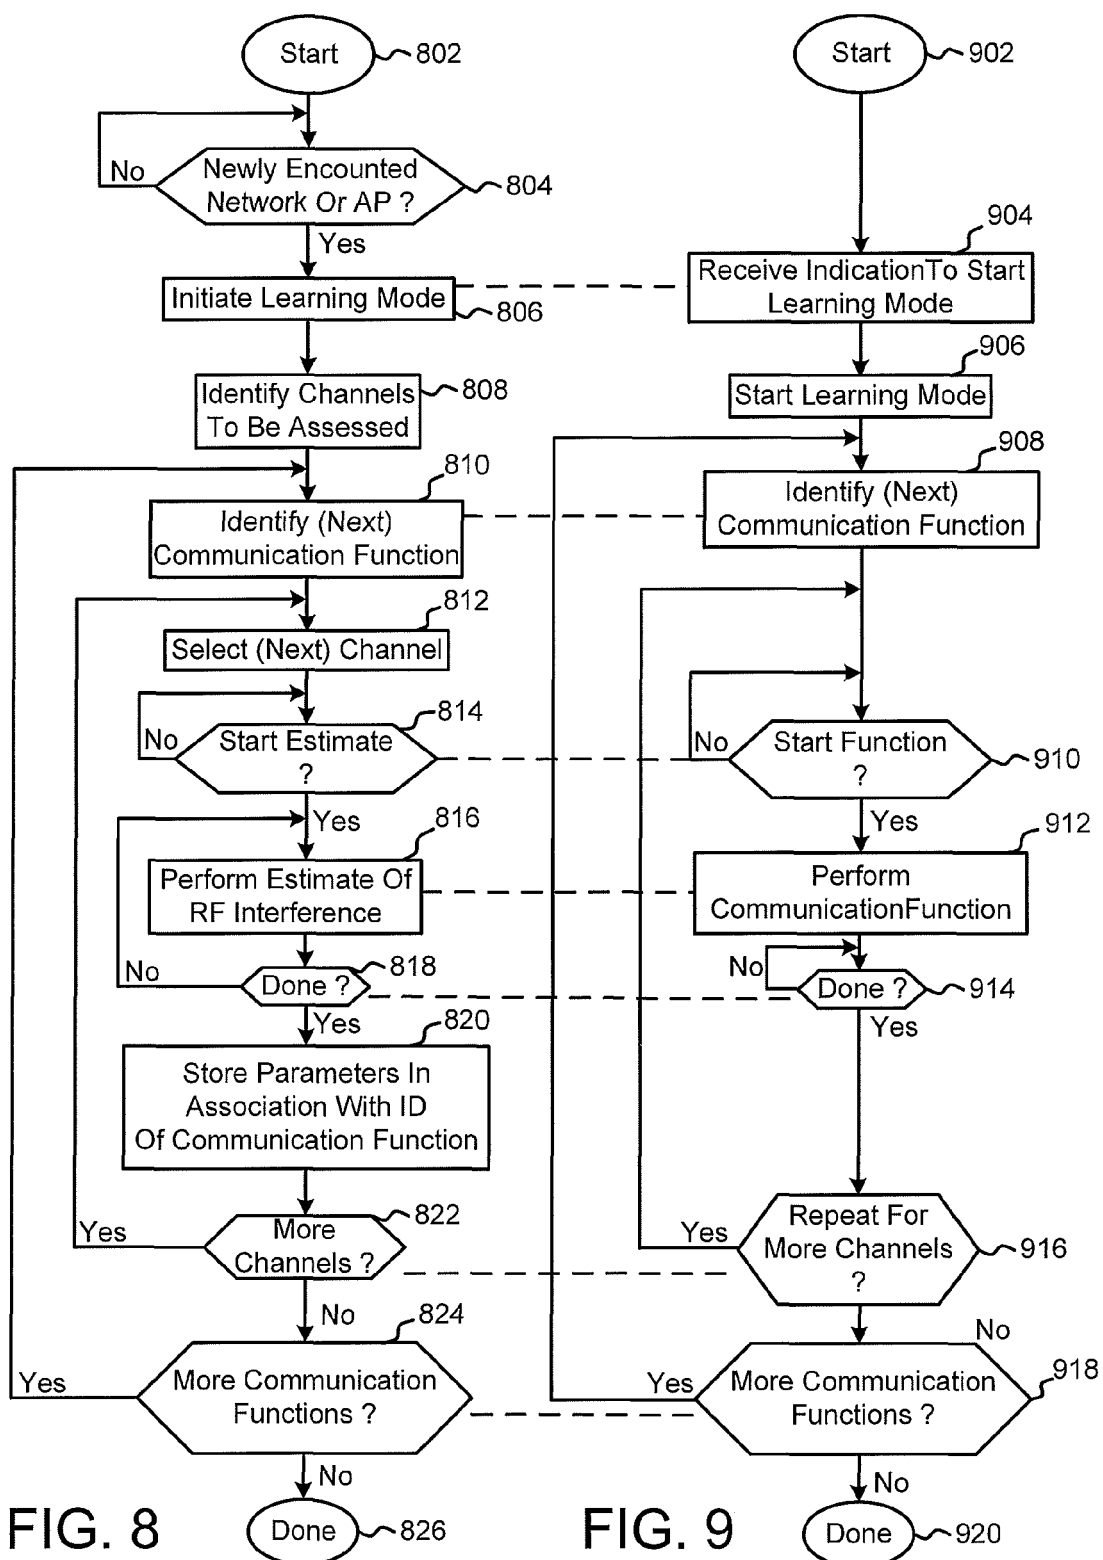 Start
802
No
Newly Encounted
Network Or AP ?
804
Yes
Initiate Learning Mode
806
Identify Channels
To Be Assessed
808
810
Identify (Next)
Communication Function
812
Select (Next) Channel
814
No
Start Estimate
?
Yes
816
Perform Estimate Of
RF Interference
818
No
Done ?
Yes
820
Store Parameters In
Association With ID
Of Communication Function
822
Yes
More
Channels ?
No
824
Yes
More Communication
Functions ?
No
FIG. 8
Done
826
Start
902
904
Receive IndicationTo Start
Learning Mode
906
Start Learning Mode
908
Identify (Next)
Communication Function
No
Start Function
?
910
Yes
912
Perform
CommunicationFunction
No
Done ?
914
Yes
Yes
Repeat For
More Channels
?
916
No
Yes
More Communication
Functions ?
918
No
FIG. 9
Done
920